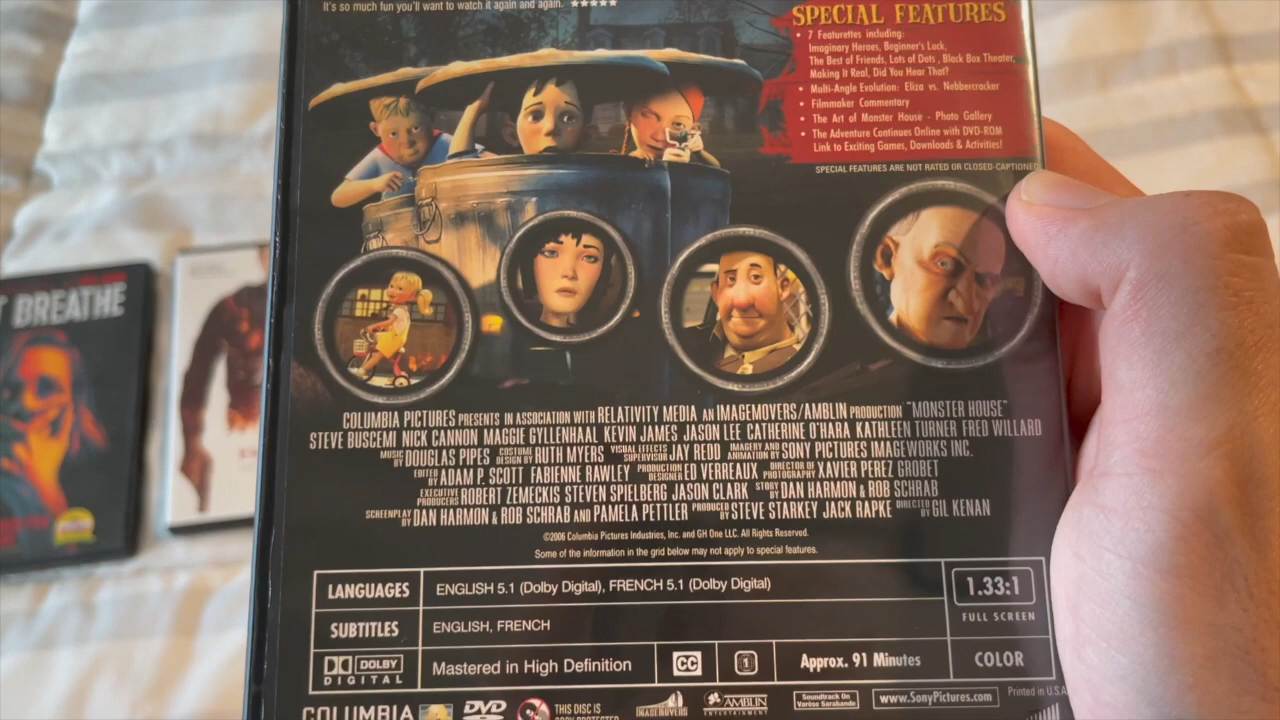 It's so much fun you'll want to watch it again and again. ★★★★★
SPECIAL FEATURES
• 7 Featurettes including:
Imaginary Heroes, Beginner's Luck,
The Best of Friends, Lots of Dots , Black Box Theater,
Making It Real, Did You Hear That?
• Multi-Angle Evolution: Eliza vs. Nebbercracker
• Filmmaker Commentary
• The Art of Monster House - Photo Gallery
• The Adventure Continues Online with DVD-ROM
Link to Exciting Games, Downloads & Activities!
SPECIAL FEATURES ARE NOT RATED OR CLOSED-CAPTIONED
T BREATHE
COLUMBIA PICTURES PRESENTS IN ASSOCIATION WITH RELATIVITY MEDIA AN IMAGEMOVERS/AMBLIN PRODUCTION "MONSTER HOUSE"
STEVE BUSCEMI NICK CANNON MAGGIE GYLLENHAAL KEVIN JAMES JASON LEE CATHERINE O'HARA KATHLEEN TURNER FRED WILLARD
MUSIC BY DOUGLAS PIPES COSTUME DESIGN BY RUTH MYERS VISUAL EFFECTS SUPERVISOR JAY REDD IMAGERY AND ANIMATION BY SONY PICTURES IMAGEWORKS INC.
EDITED BY ADAM P. SCOTT FABIENNE RAWLEY PRODUCTION DESIGNER ED VERREAUX DIRECTOR OF PHOTOGRAPHY XAVIER PEREZ GROBET
EXECUTIVE PRODUCERS ROBERT ZEMECKIS STEVEN SPIELBERG JASON CLARK STORY BY DAN HARMON & ROB SCHRAB
SCREENPLAY BY DAN HARMON & ROB SCHRAB AND PAMELA PETTLER PRODUCED BY STEVE STARKEY JACK RAPKE DIRECTED BY GIL KENAN
©2006 Columbia Pictures Industries, Inc. and GH One LLC. All Rights Reserved.
Some of the information in the grid below may not apply to special features.
LANGUAGES ENGLISH 5.1 (Dolby Digital), FRENCH 5.1 (Dolby Digital) 1.33:1
FULL SCREEN
SUBTITLES ENGLISH, FRENCH
DOLBY DIGITAL Mastered in High Definition CC 1 Approx. 91 Minutes COLOR
COLUMBIA DVD THIS DISC IS IMAGEMOVERS AMBLIN ENTERTAINMENT Soundtrack On Varèse Sarabande www.SonyPictures.com Printed in U.S.A